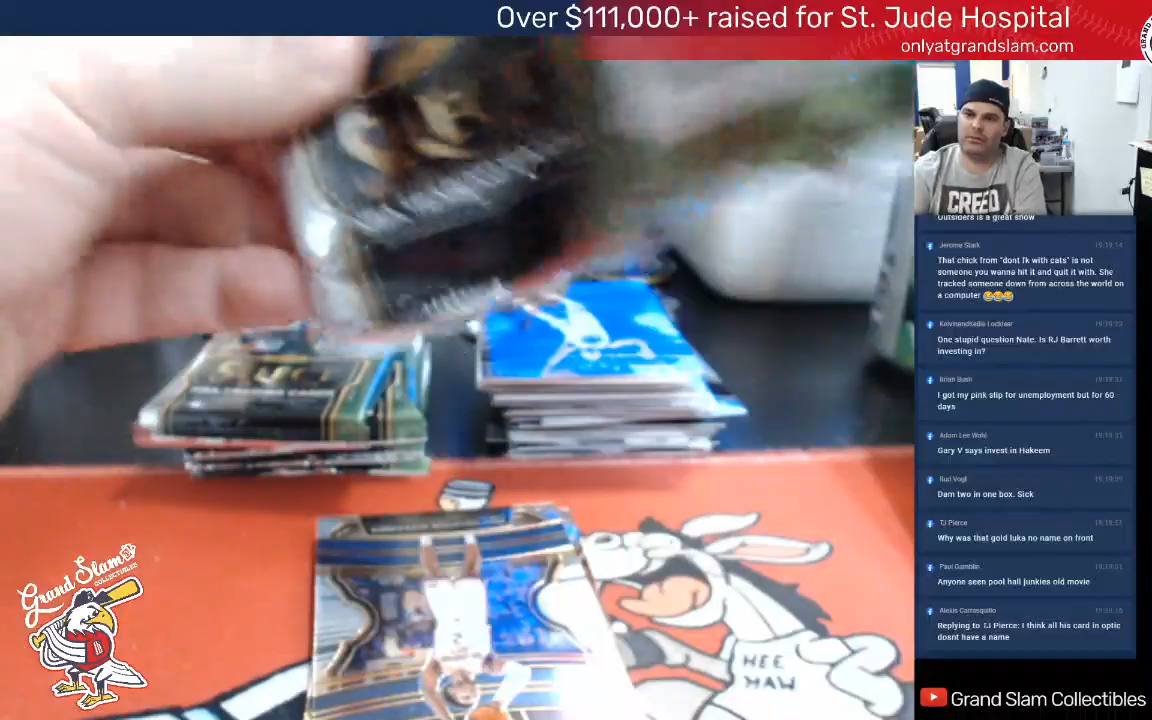 Over $111,000+ raised for St. Jude Hospital
onlyatgrandslam.com
CREED
Outsiders is a great show
Jerome Stark 19:19:14
That chick from "dont f.k with cats" is not
someone you wanna hit it and quit it with. She
tracked someone down from across the world on
a computer 😂😂😂
Locklear
One stupid question Nate. Is RJ Barrett worth
investing in?
Brian Bush
I got my pink slip for unemployment but for 60
days
Adam Lee Wohl
Gary V says invest in Hakeem
Bud Vogl
Dam two in one box. Sick
TJ Pierce
Why was that gold luka no name on front
Paul Gamblin
Anyone seen pool hall junkies old movie
Alexis Carrasquillo
Replying to TJ Pierce: I think all his card in optic
dosnt have a name
Grand Slam
COLLECTIBLES
HEE
HAW
Grand Slam Collectibles